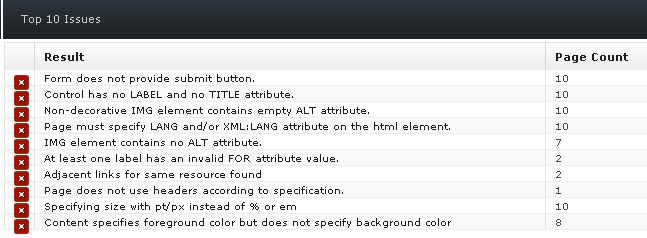 Top 10 Issues
Result Page Count
Form does not provide submit button. 10
Control has no LABEL and no TITLE attribute. 10
Non-decorative IMG element contains empty ALT attribute. 10
Page must specify LANG and/or XML:LANG attribute on the html element. 10
IMG element contains no ALT attribute. 7
At least one label has an invalid FOR attribute value. 2
Adjacent links for same resource found 2
Page does not use headers according to specification. 1
Specifying size with pt/px instead of % or em 10
Content specifies foreground color but does not specify background color 8